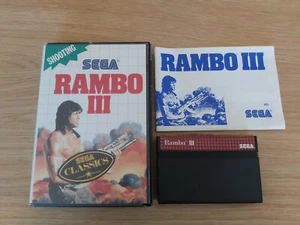 SHOOTING
SEGA
RAMBO
III
SEGA
CLASSICS
RAMBO III
SEGA
Rambo III
SEGA